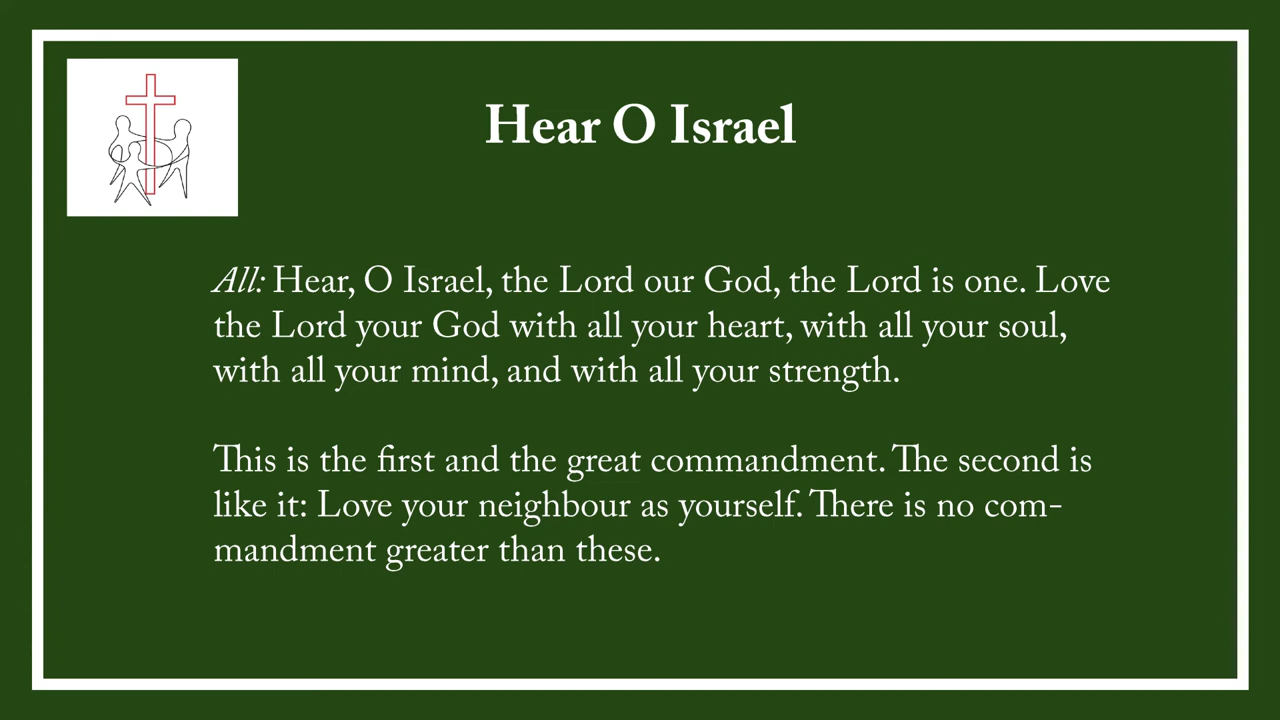 Hear O Israel
All: Hear, O Israel, the Lord our God, the Lord is one. Love
the Lord your God with all your heart, with all your soul,
with all your mind, and with all your strength.
This is the first and the great commandment. The second is
like it: Love your neighbour as yourself. There is no com-
mandment greater than these.